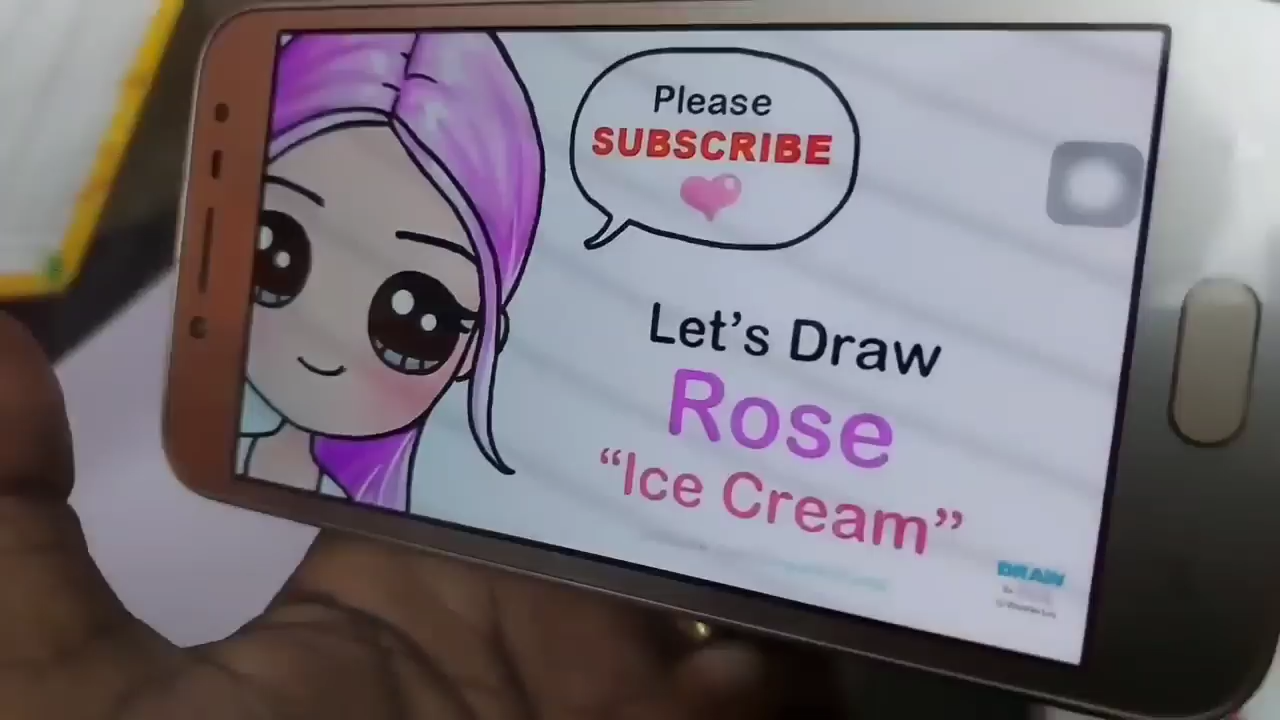 Please
SUBSCRIBE
Let's Draw
Rose
“Ice Cream”
DRAW